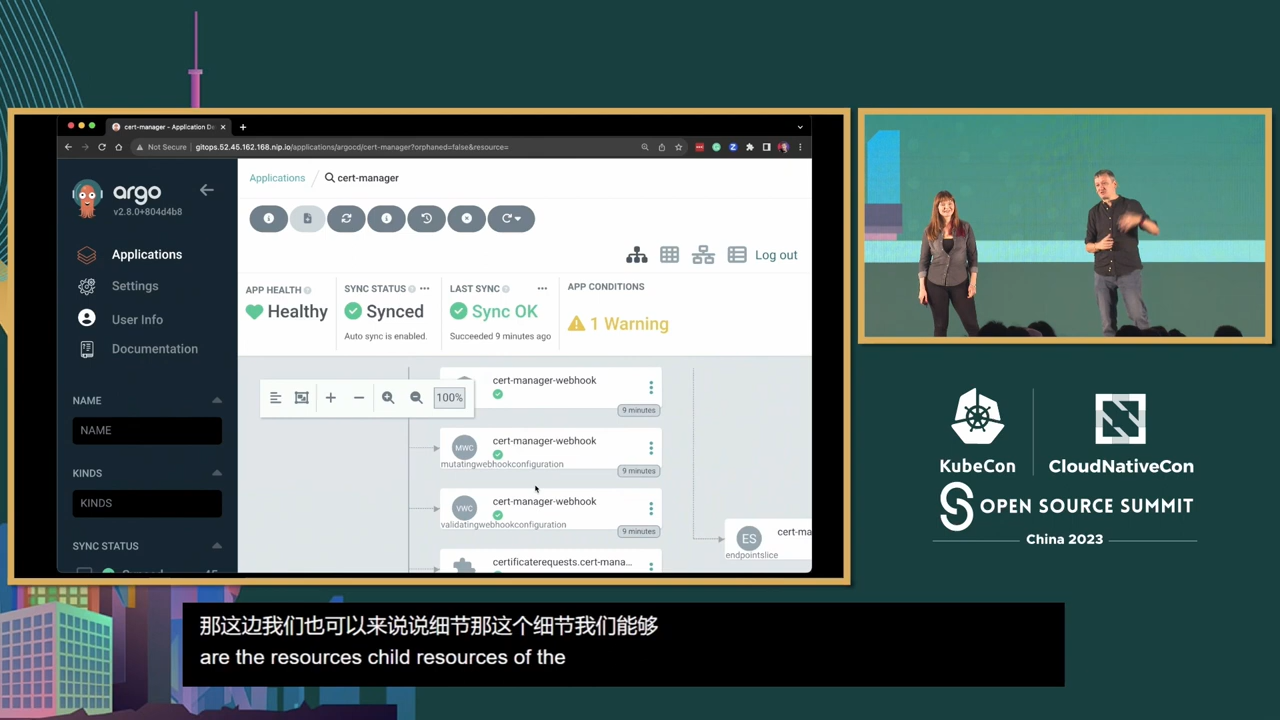 cert-manager - Application De
Not Secure
gitops.52.45.162.168.nip.io/applications/argocd/cert-manager?orphaned=false&resource=
argo
v2.8.0+804d4b8
Applications
Settings
User Info
Documentation
NAME
NAME
KINDS
KINDS
SYNC STATUS
Applications / cert-manager
Log out
APP HEALTH
Healthy
SYNC STATUS
Synced
Auto sync is enabled.
LAST SYNC
Sync OK
Succeeded 9 minutes ago
APP CONDITIONS
1 Warning
100%
cert-manager-webhook
9 minutes
MWC
cert-manager-webhook
mutatingwebhookconfiguration
9 minutes
VWC
cert-manager-webhook
validatingwebhookconfiguration
9 minutes
certificaterequests.cert-mana...
ES
cert-ma
endpointslice
KubeCon
CloudNativeCon
OPEN SOURCE SUMMIT
China 2023
那这边我们也可以来说说细节那这个细节我们能够
are the resources child resources of the